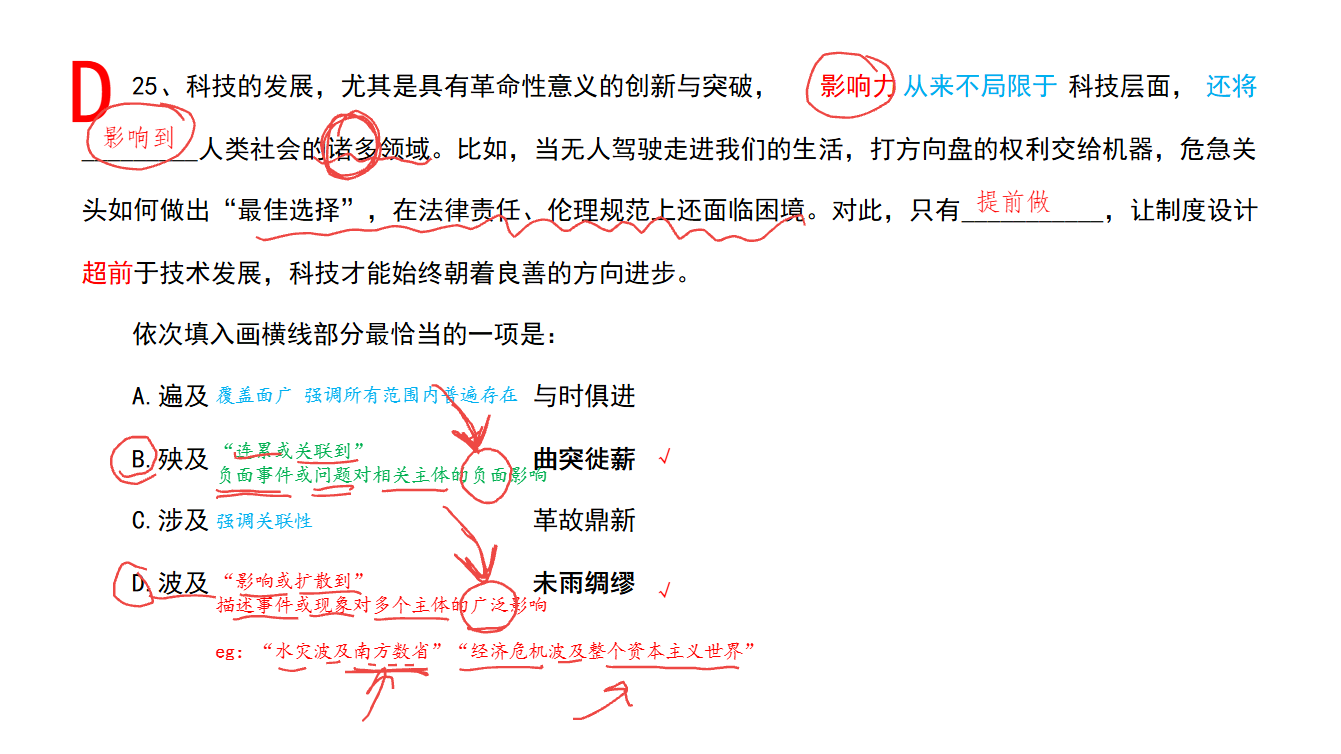 D 25、科技的发展，尤其是具有革命性意义的创新与突破， 影响力 从来不局限于 科技层面， 还将
影响到
_________人类社会的诸多领域。比如，当无人驾驶走进我们的生活，打方向盘的权利交给机器，危急关
头如何做出“最佳选择”，在法律责任、伦理规范上还面临困境。对此，只有___提前做___，让制度设计
超前于技术发展，科技才能始终朝着良善的方向进步。
依次填入画横线部分最恰当的一项是：
A.遍及 覆盖面广 强调所有范围内普遍存在 与时俱进
B.殃及 “连累或关联到” 曲突徙薪 √
负面事件或问题对相关主体的负面影响
C.涉及 强调关联性 革故鼎新
D.波及 “影响或扩散到” 未雨绸缪 √
描述事件或现象对多个主体的广泛影响
eg：“水灾波及南方数省”“经济危机波及整个资本主义世界”